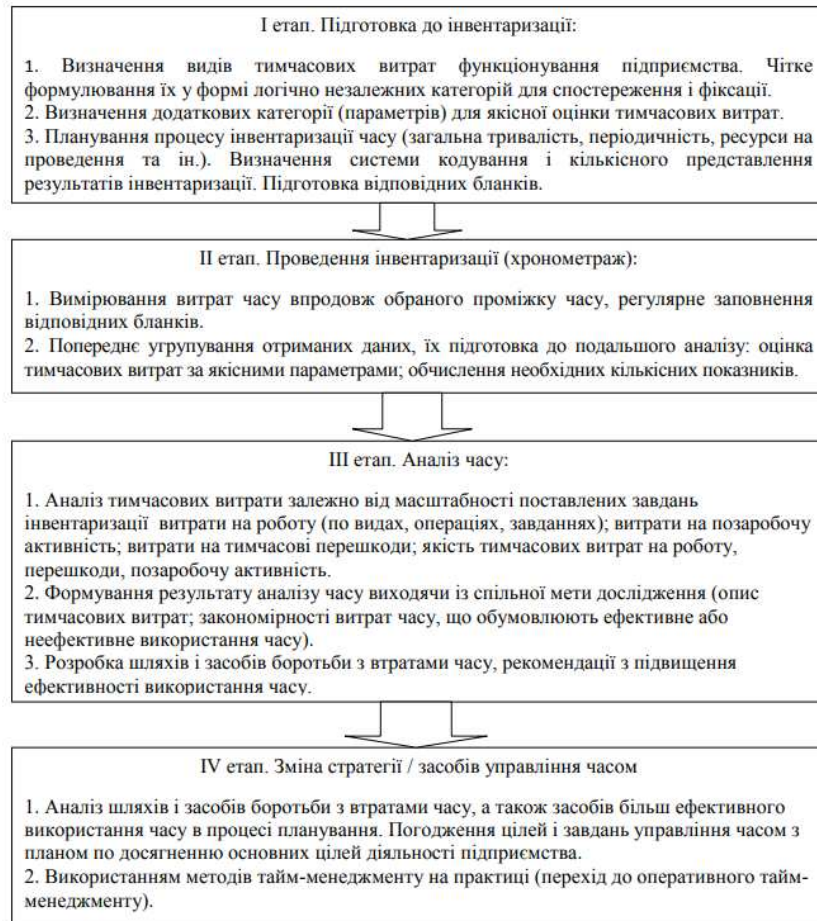 І етап. Підготовка до інвентаризації:
1. Визначення видів тимчасових витрат функціонування підприємства. Чітке
формулювання їх у формі логічно незалежних категорій для спостереження і фіксації.
2. Визначення додаткових категорії (параметрів) для якісної оцінки тимчасових витрат.
3. Планування процесу інвентаризації часу (загальна тривалість, періодичність, ресурси на
проведення та ін.). Визначення системи кодування і кількісного представлення
результатів інвентаризації. Підготовка відповідних бланків.
ІІ етап. Проведення інвентаризації (хронометраж):
1. Вимірювання витрат часу впродовж обраного проміжку часу, регулярне заповнення
відповідних бланків.
2. Попереднє угрупування отриманих даних, їх підготовка до подальшого аналізу: оцінка
тимчасових витрат за якісними параметрами; обчислення необхідних кількісних показників.
ІІІ етап. Аналіз часу:
1. Аналіз тимчасових витрати залежно від масштабності поставлених завдань
інвентаризації витрати на роботу (по видах, операціях, завданнях); витрати на позаробочу
активність; витрати на тимчасові перешкоди; якість тимчасових витрат на роботу,
перешкоди, позаробочу активність.
2. Формування результату аналізу часу виходячи із спільної мети дослідження (опис
тимчасових витрат; закономірності витрат часу, що обумовлюють ефективне або
неефективне використання часу).
3. Розробка шляхів і засобів боротьби з втратами часу, рекомендації з підвищення
ефективності використання часу.
IV етап. Зміна стратегії / засобів управління часом
1. Аналіз шляхів і засобів боротьби з втратами часу, а також засобів більш ефективного
використання часу в процесі планування. Погодження цілей і завдань управління часом з
планом по досягненню основних цілей діяльності підприємства.
2. Використанням методів тайм-менеджменту на практиці (перехід до оперативного тайм-
менеджменту).